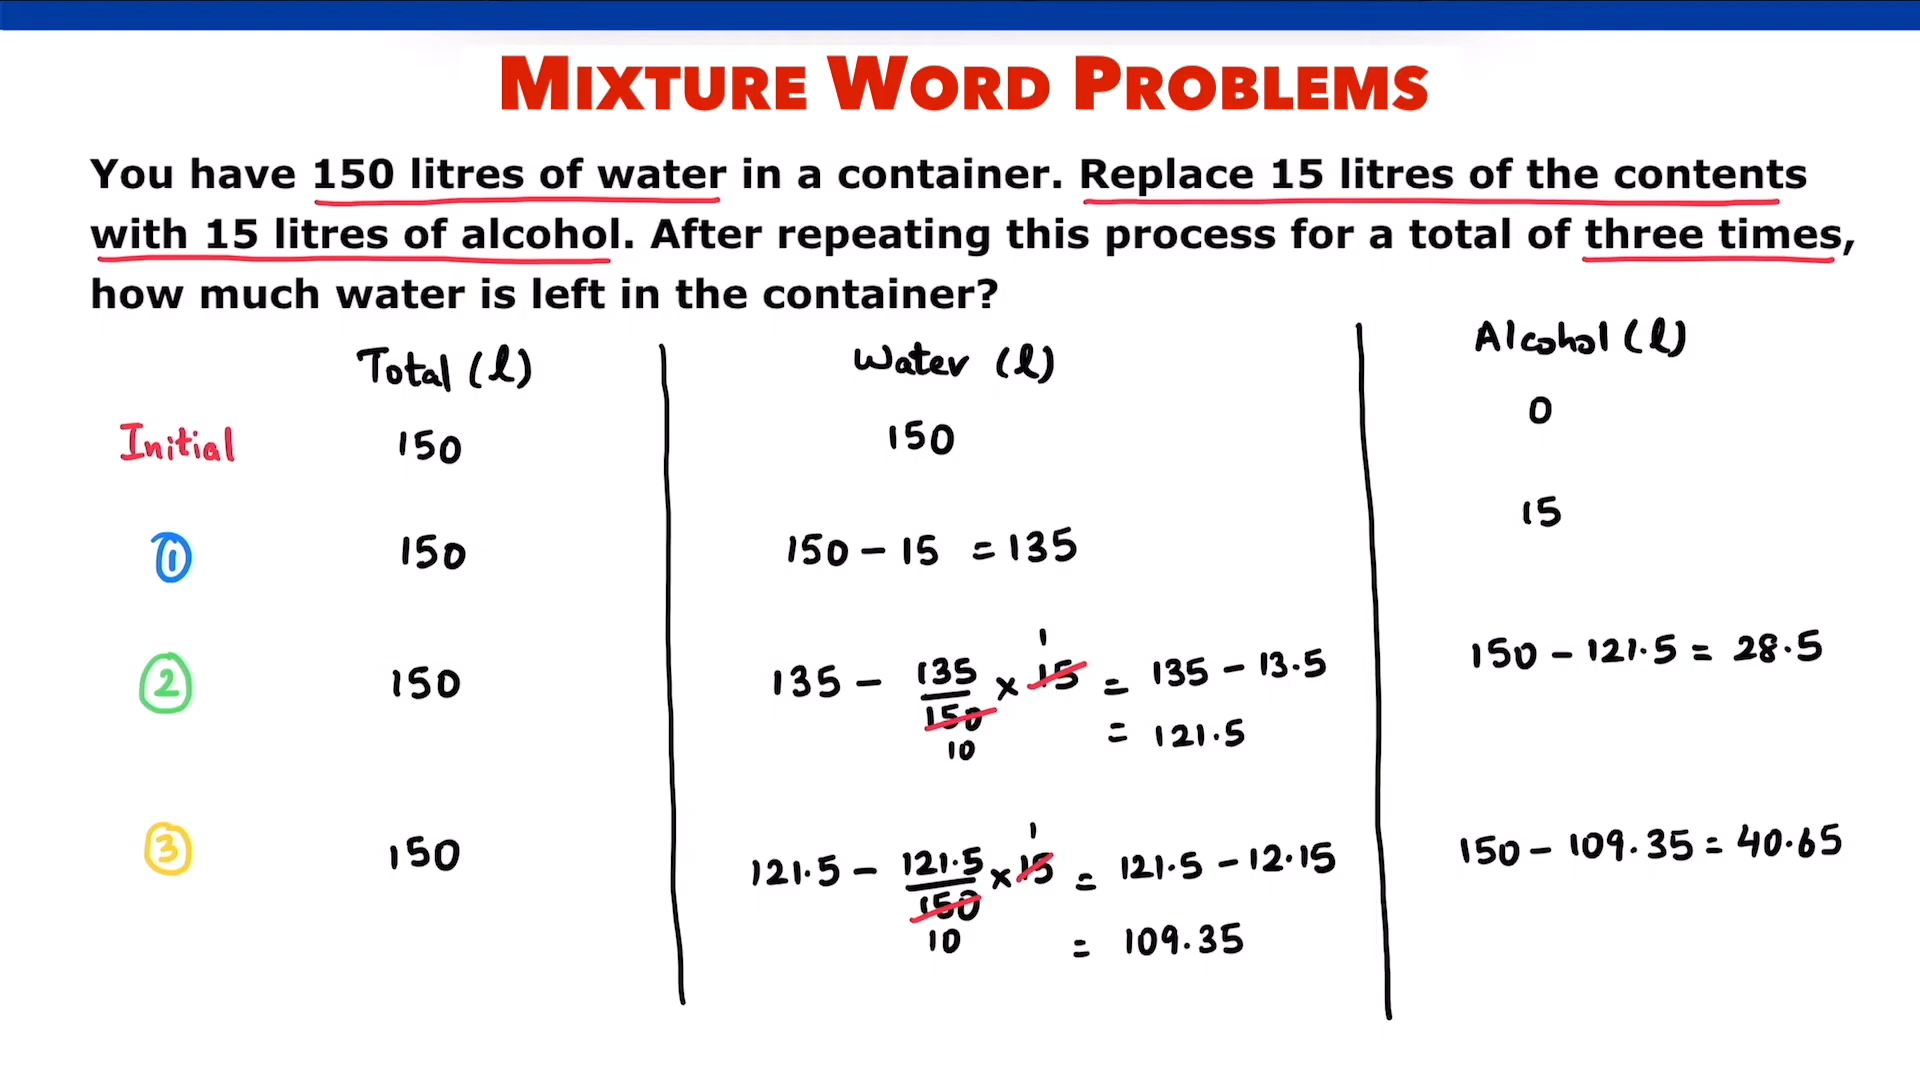 MIXTURE WORD PROBLEMS
You have 150 litres of water in a container. Replace 15 litres of the contents
with 15 litres of alcohol. After repeating this process for a total of three times,
how much water is left in the container?
Total (l) Water (l) Alcohol (l)
Initial 150 150 0
1 150 150 - 15 = 135 15
2 150 135 - 135/150 × 15 = 135 - 13.5 150 - 121.5 = 28.5
1
10
= 121.5
3 150 121.5 - 121.5/150 × 15 = 121.5 - 12.15 150 - 109.35 = 40.65
1
10
= 109.35